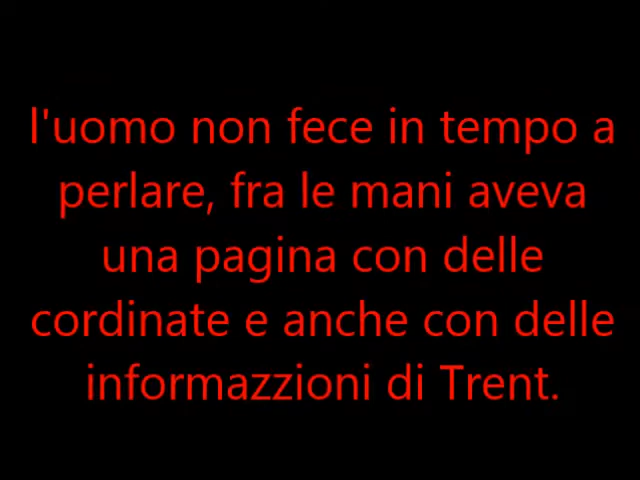 l'uomo non fece in tempo a
perlare, fra le mani aveva
una pagina con delle
cordinate e anche con delle
informazzioni di Trent.